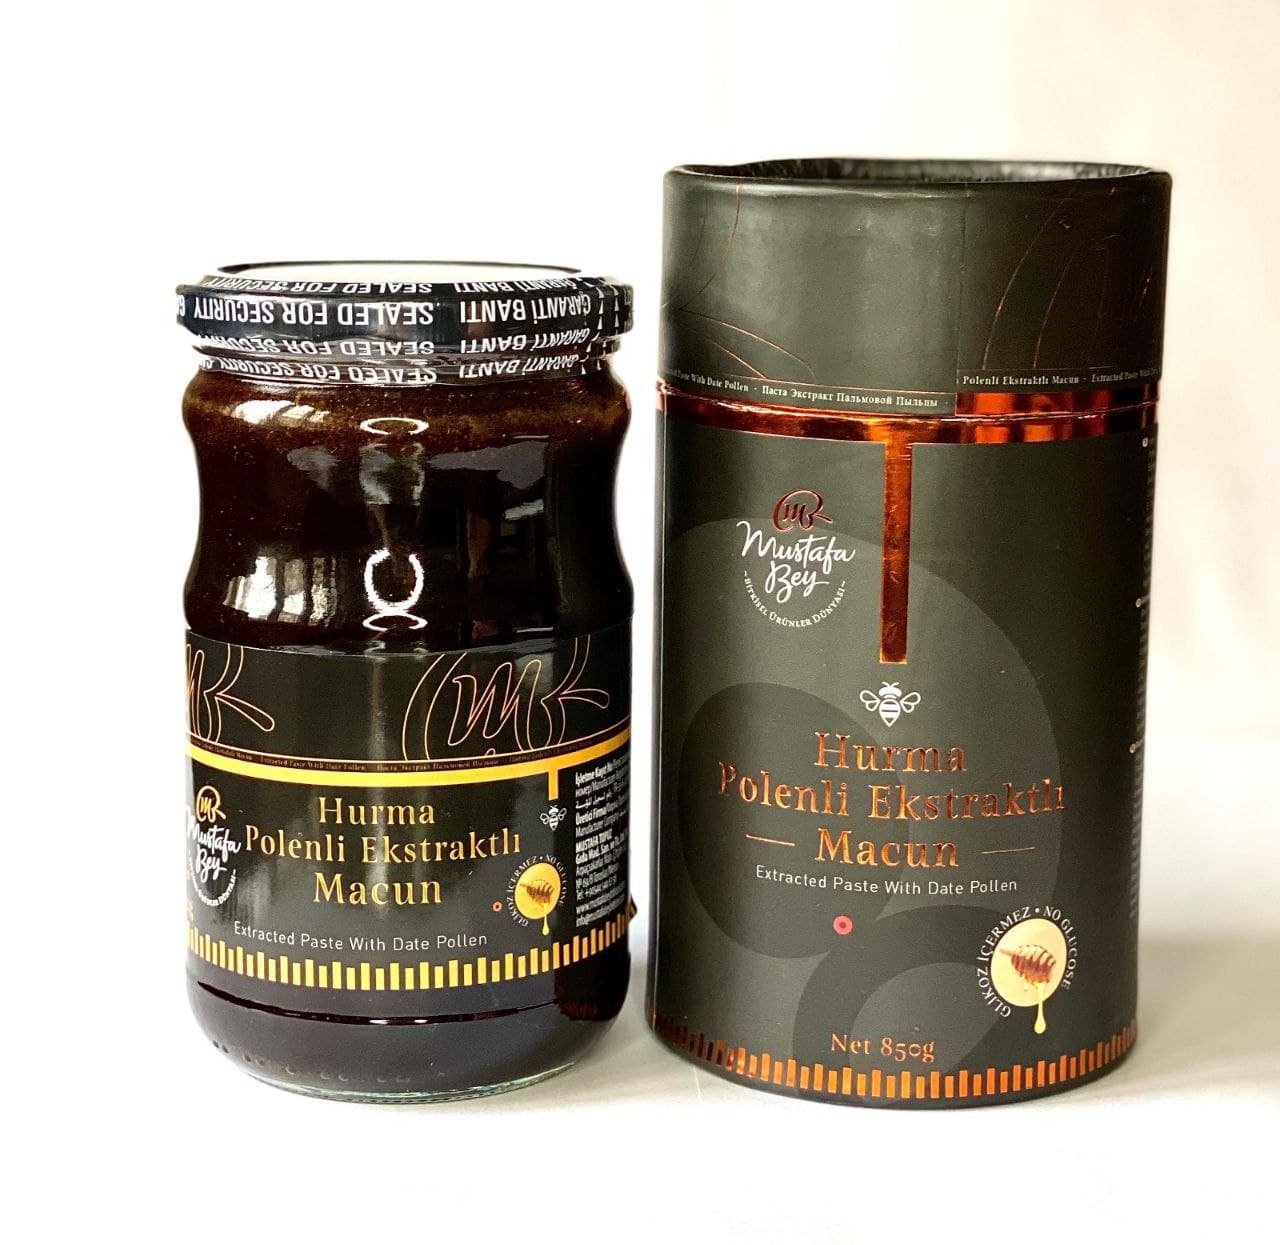 SEALED FOR SECURITY GARANTİ BANTI
Hurma
Polenli Ekstraktlı
Macun
Extracted Paste With Date Pollen
Mustafa
Bey
GLİKOZ İÇERMEZ • NO GLUCOSE
MUSTAFA TOPUZ
With Date Pollen - Паста Экстракт Пальмовой Пыльцы
Polenli Ekstraktlı Macun - Extracted Paste
Mustafa
Bey
BİTKİSEL ÜRÜNLER DÜNYASI
Hurma
Polenli Ekstraktlı
Macun
Extracted Paste With Date Pollen
GLİKOZ İÇERMEZ • NO GLUCOSE
Net 850g